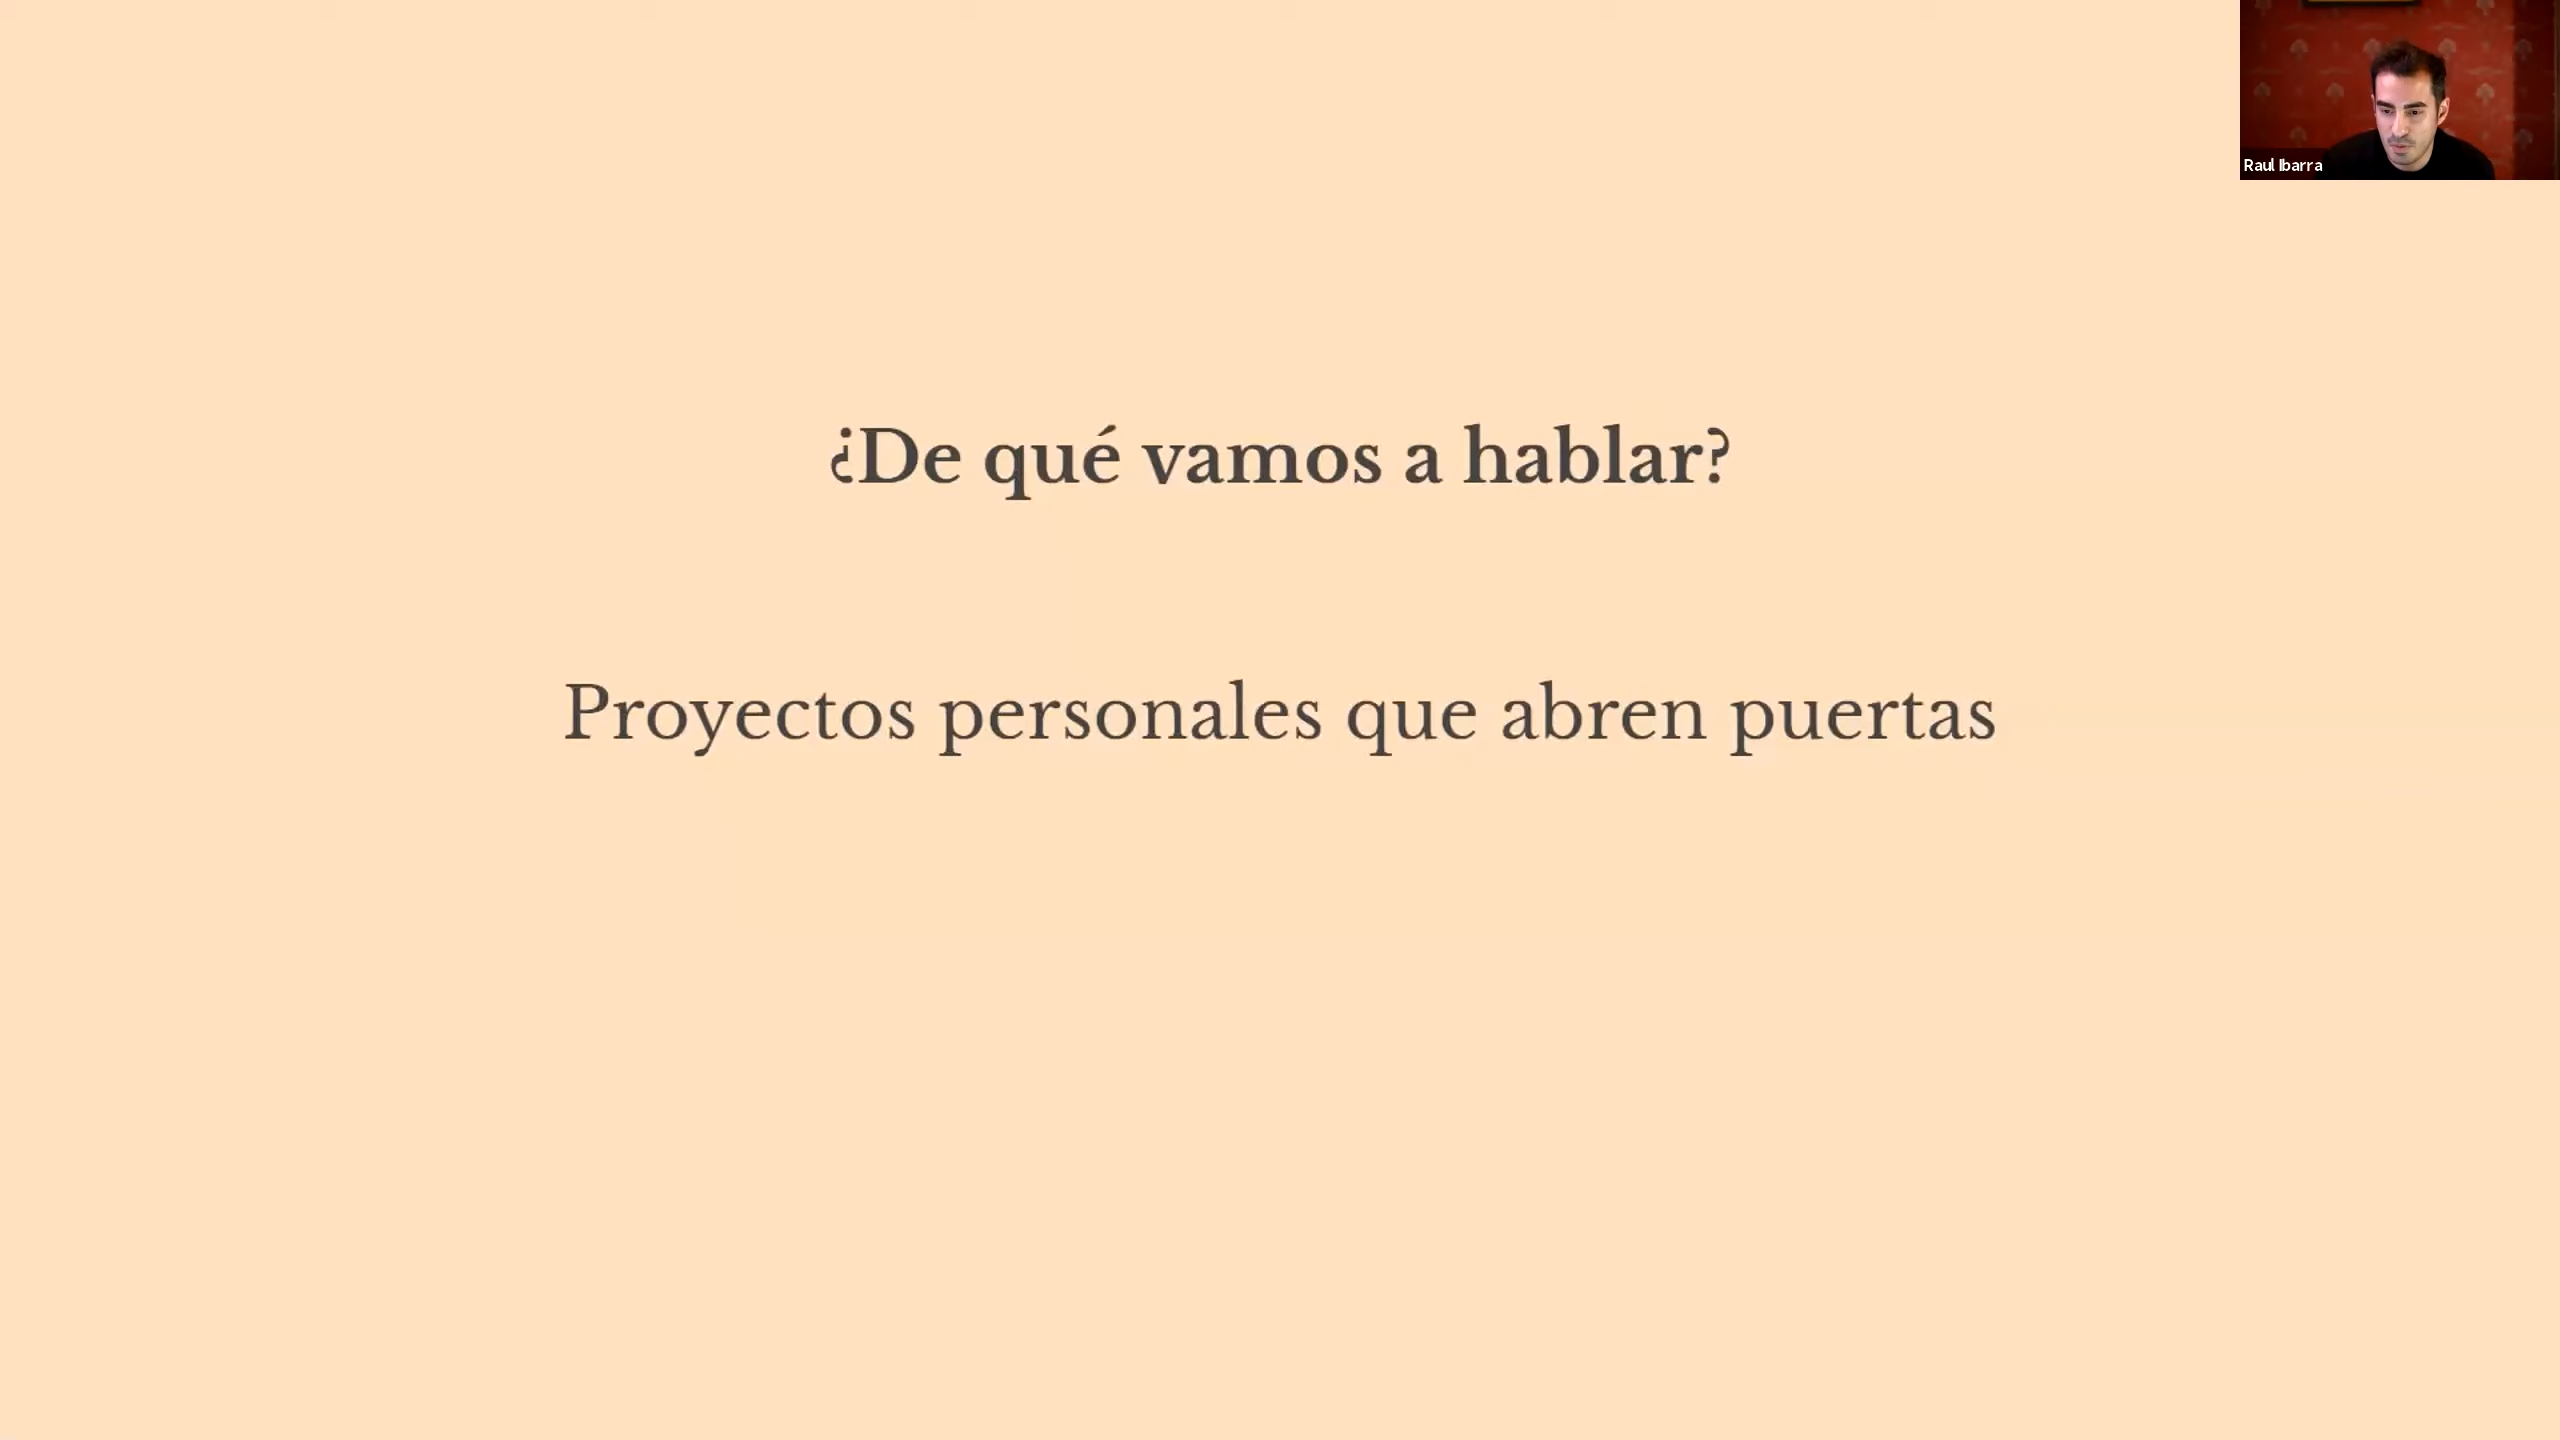 Raul Ibarra
¿De qué vamos a hablar?
Proyectos personales que abren puertas